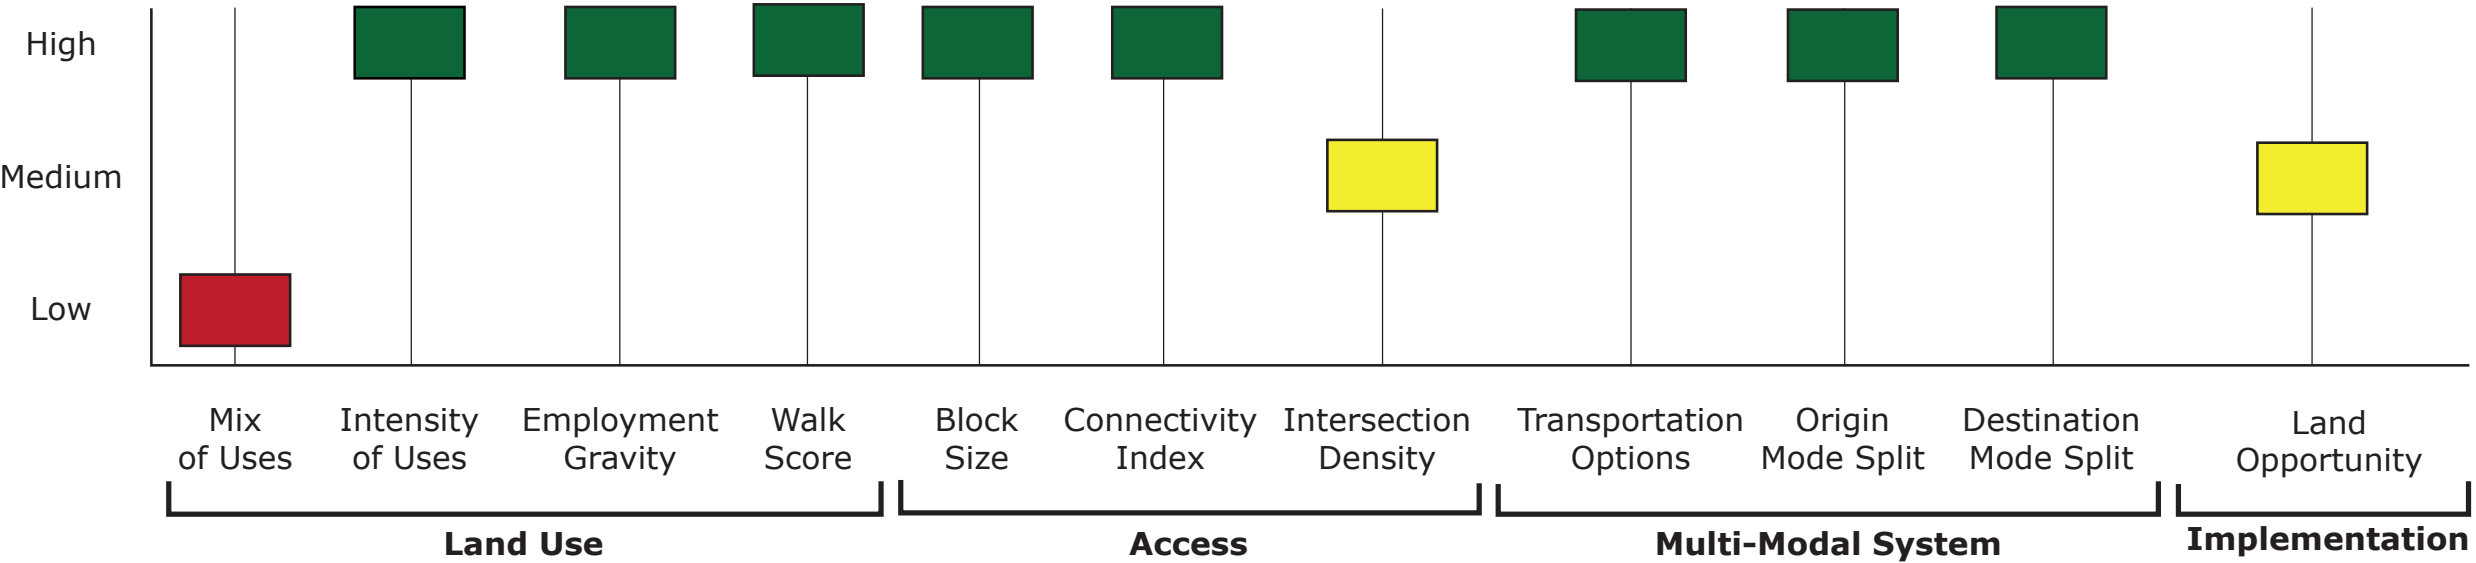 High
Medium
Low
Mix
of Uses
Intensity
of Uses
Employment
Gravity
Walk
Score
Block
Size
Connectivity
Index
Intersection
Density
Transportation
Options
Origin
Mode Split
Destination
Mode Split
Land
Opportunity
Land Use
Access
Multi-Modal System
Implementation